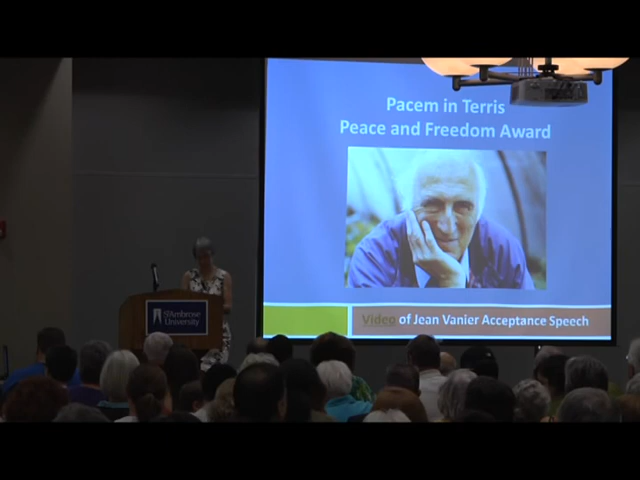 Pacem in Terris
Peace and Freedom Award
Video of Jean Vanier Acceptance Speech
St. Ambrose
University